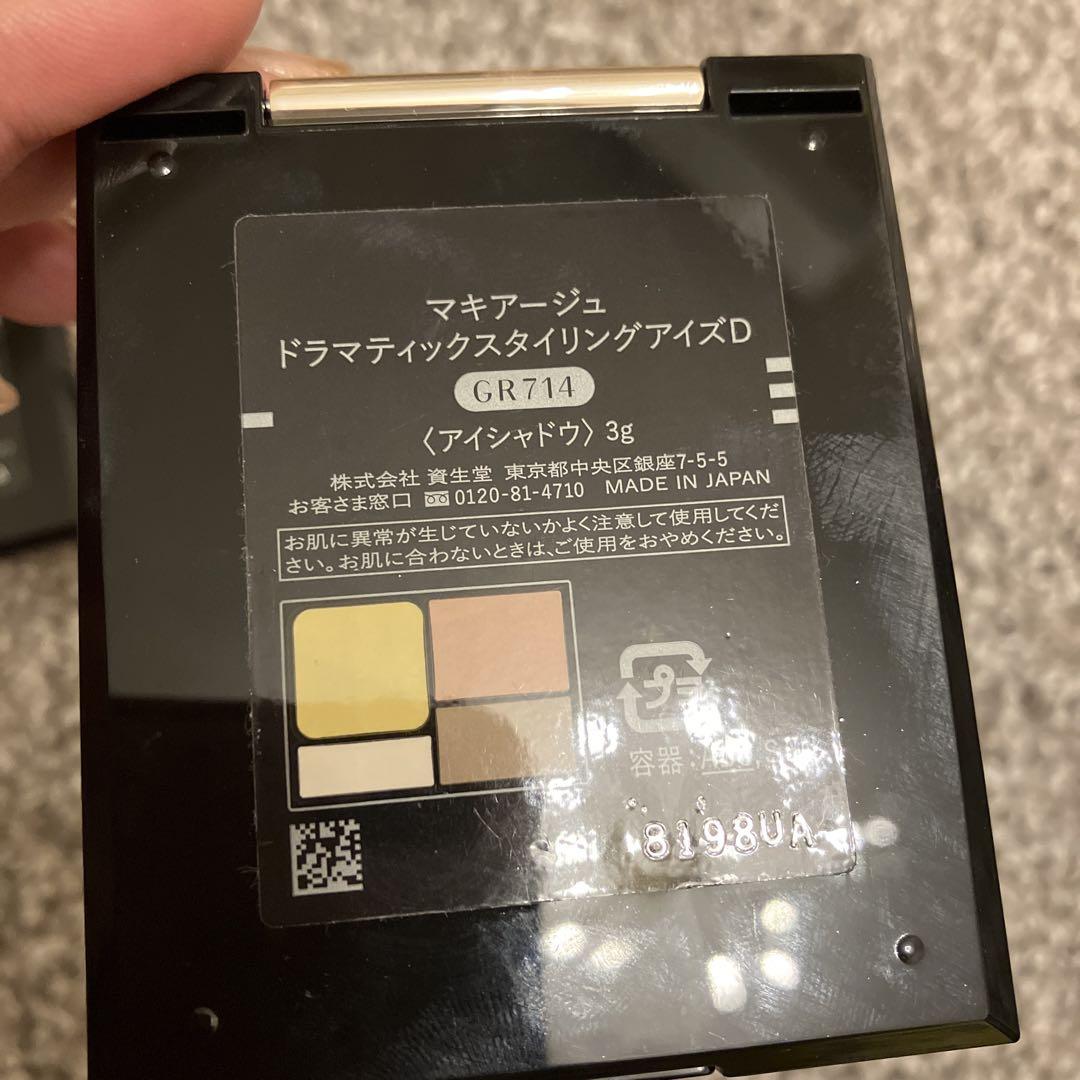 マキアージュ
ドラマティックスタイリングアイズD
GR714
〈アイシャドウ〉3g
株式会社 資生堂 東京都中央区銀座7-5-5
お客さま窓口 0120-81-4710 MADE IN JAPAN
お肌に異常が生じていないかよく注意して使用してくだ
さい。お肌に合わないときは、ご使用をおやめください。
プラ
容器:
8198UA